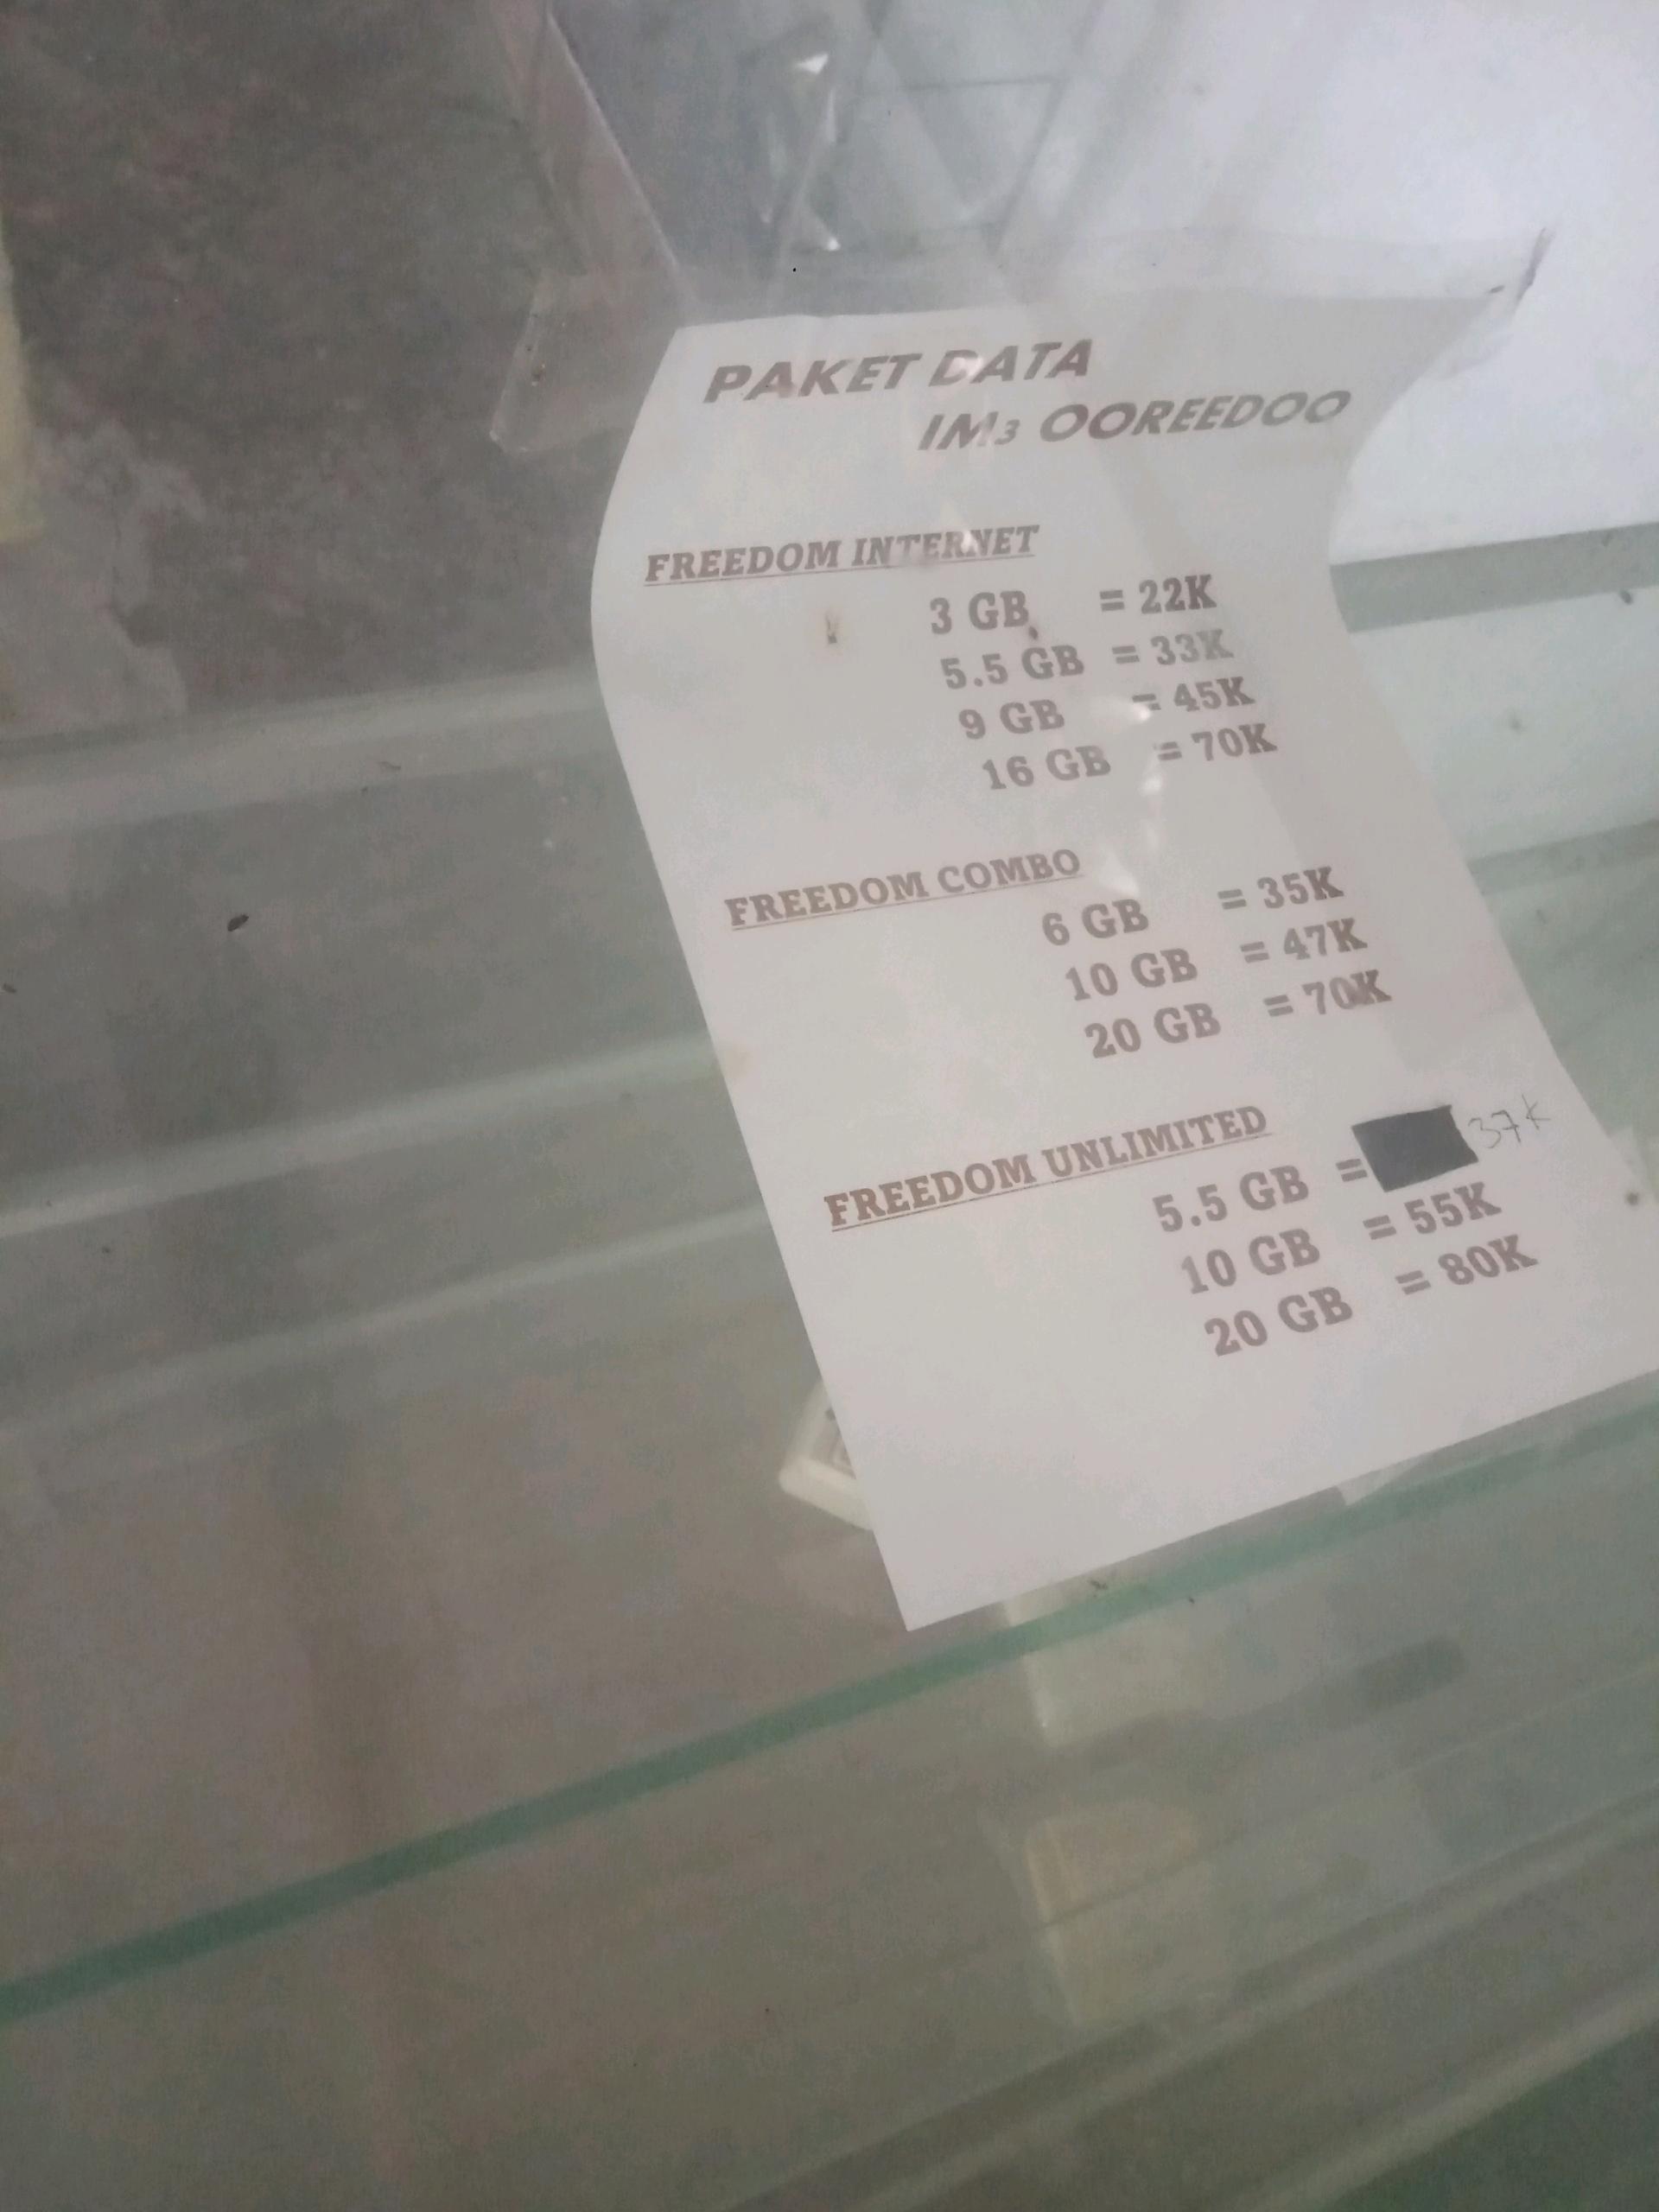 PAKET DATA
IM3 OOREEDOO
FREEDOM INTERNET
3 GB = 22K
5.5 GB = 33K
9 GB = 45K
16 GB = 70K
FREEDOM COMBO
6 GB = 35K
10 GB = 47K
20 GB = 70K
FREEDOM UNLIMITED
5.5 GB = 37K
10 GB = 55K
20 GB = 80K